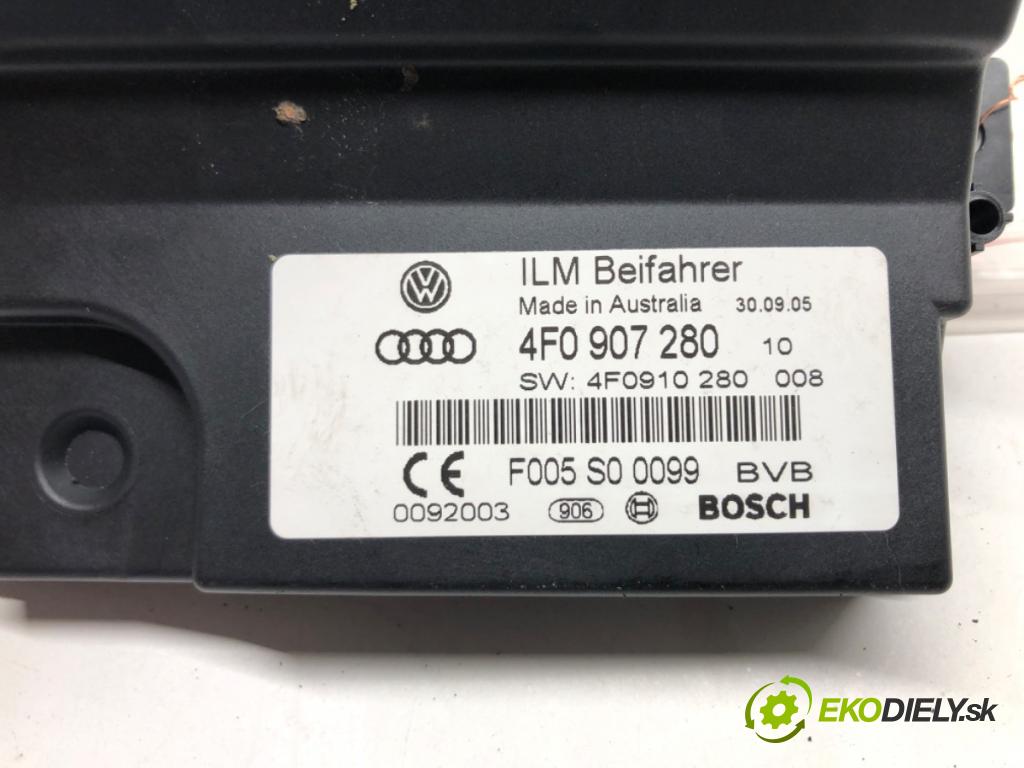 ILM Beifahrer
Made in Australia 30.09.05
4F0 907 280 10
SW: 4F0910 280 008
F005 S0 0099 BVB
0092003 906 BOSCH
EKODIELY.sk